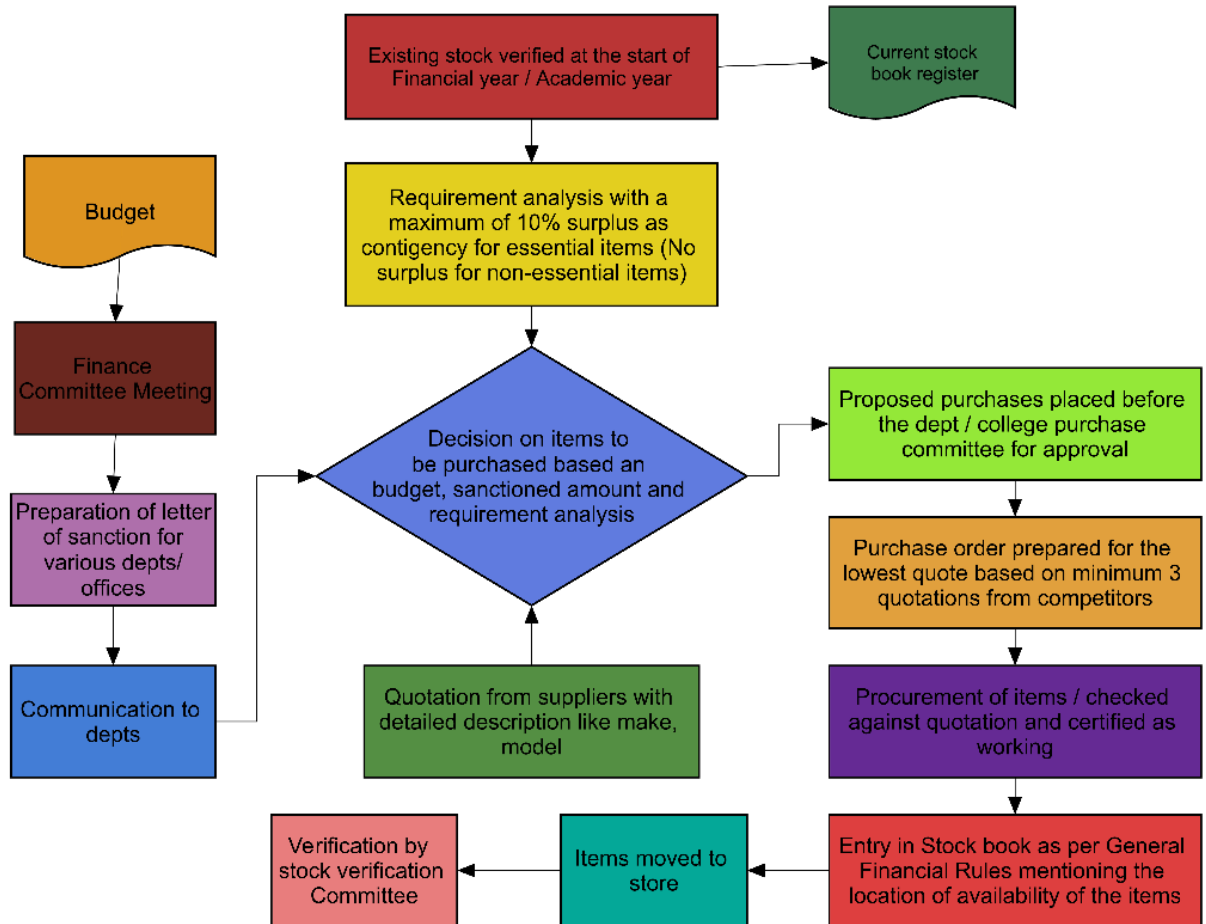 Existing stock verified at the start of
Financial year / Academic year
Current stock
book register
Budget
Requirement analysis with a
maximum of 10% surplus as
contigency for essential items (No
surplus for non-essential items)
Finance
Committee Meeting
Decision on items to
be purchased based an
budget, sanctioned amount and
requirement analysis
Proposed purchases placed before
the dept / college purchase
committee for approval
Preparation of letter
of sanction for
various depts/
offices
Purchase order prepared for the
lowest quote based on minimum 3
quotations from competitors
Communication to
depts
Quotation from suppliers with
detailed description like make,
model
Procurement of items / checked
against quotation and certified as
working
Verification by
stock verification
Committee
Items moved to
store
Entry in Stock book as per General
Financial Rules mentioning the
location of availability of the items